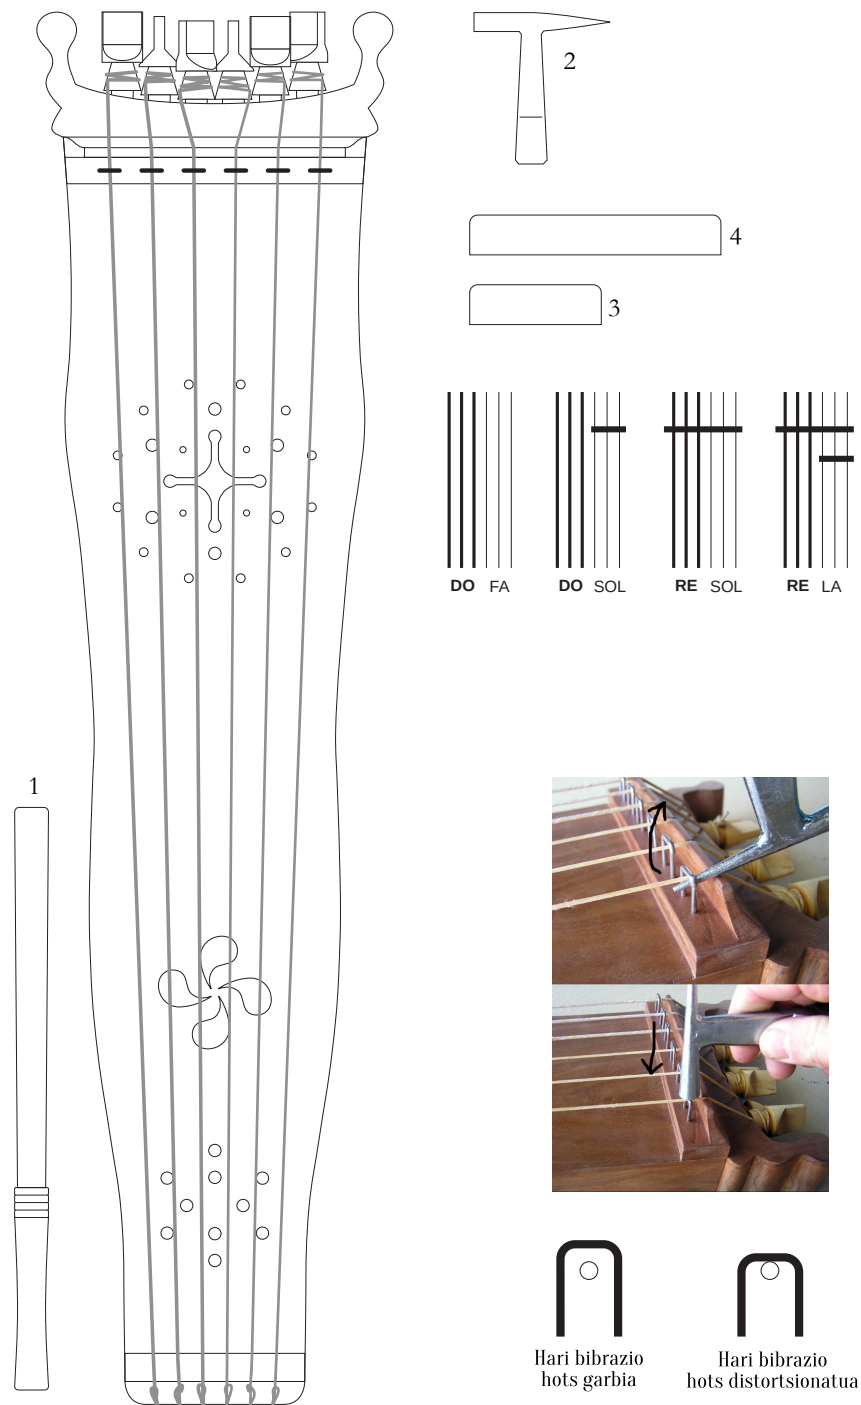 2
4
3
DO FA
DO SOL
RE SOL
RE LA
1
Hari bibrazio
hots garbia
Hari bibrazio
hots distortsionatua